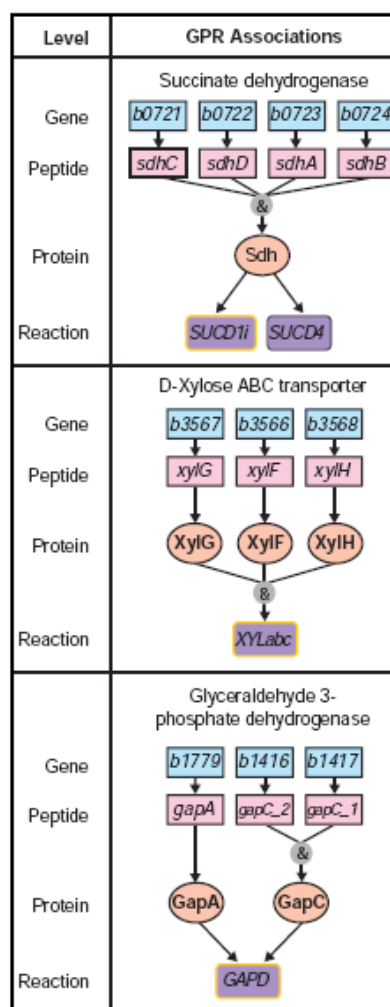 Level GPR Associations
Succinate dehydrogenase
Gene b0721 b0722 b0723 b0724
Peptide sdhC sdhD sdhA sdhB
&
Protein Sdh
Reaction SUCD1i SUCD4
D-Xylose ABC transporter
Gene b3567 b3566 b3568
Peptide xylG xylF xylH
Protein XylG XylF XylH
&
Reaction XYLabc
Glyceraldehyde 3-
phosphate dehydrogenase
Gene b1779 b1416 b1417
Peptide gapA gapC_2 gapC_1
&
Protein GapA GapC
Reaction GAPD